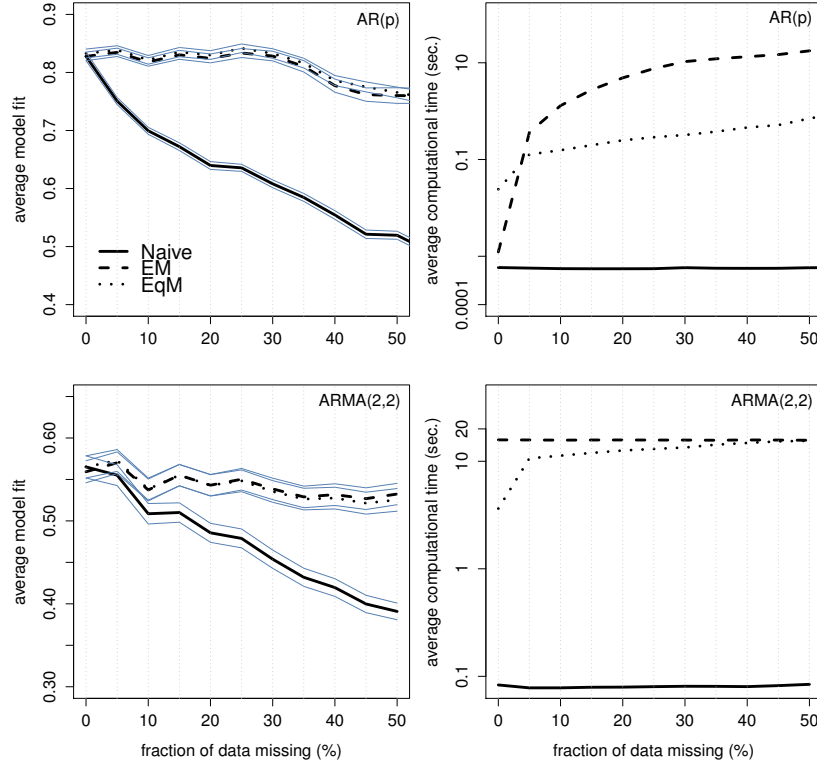 AR(p)
average model fit
0.9
0.8
0.7
0.6
0.5
0.4
Naive
EM
EqM
0 10 20 30 40 50
AR(p)
average computational time (sec.)
10
0.1
0.0001
0 10 20 30 40 50
ARMA(2,2)
average model fit
0.60
0.50
0.40
0.30
0 10 20 30 40 50
fraction of data missing (%)
ARMA(2,2)
average computational time (sec.)
20
10
1
0.1
0 10 20 30 40 50
fraction of data missing (%)